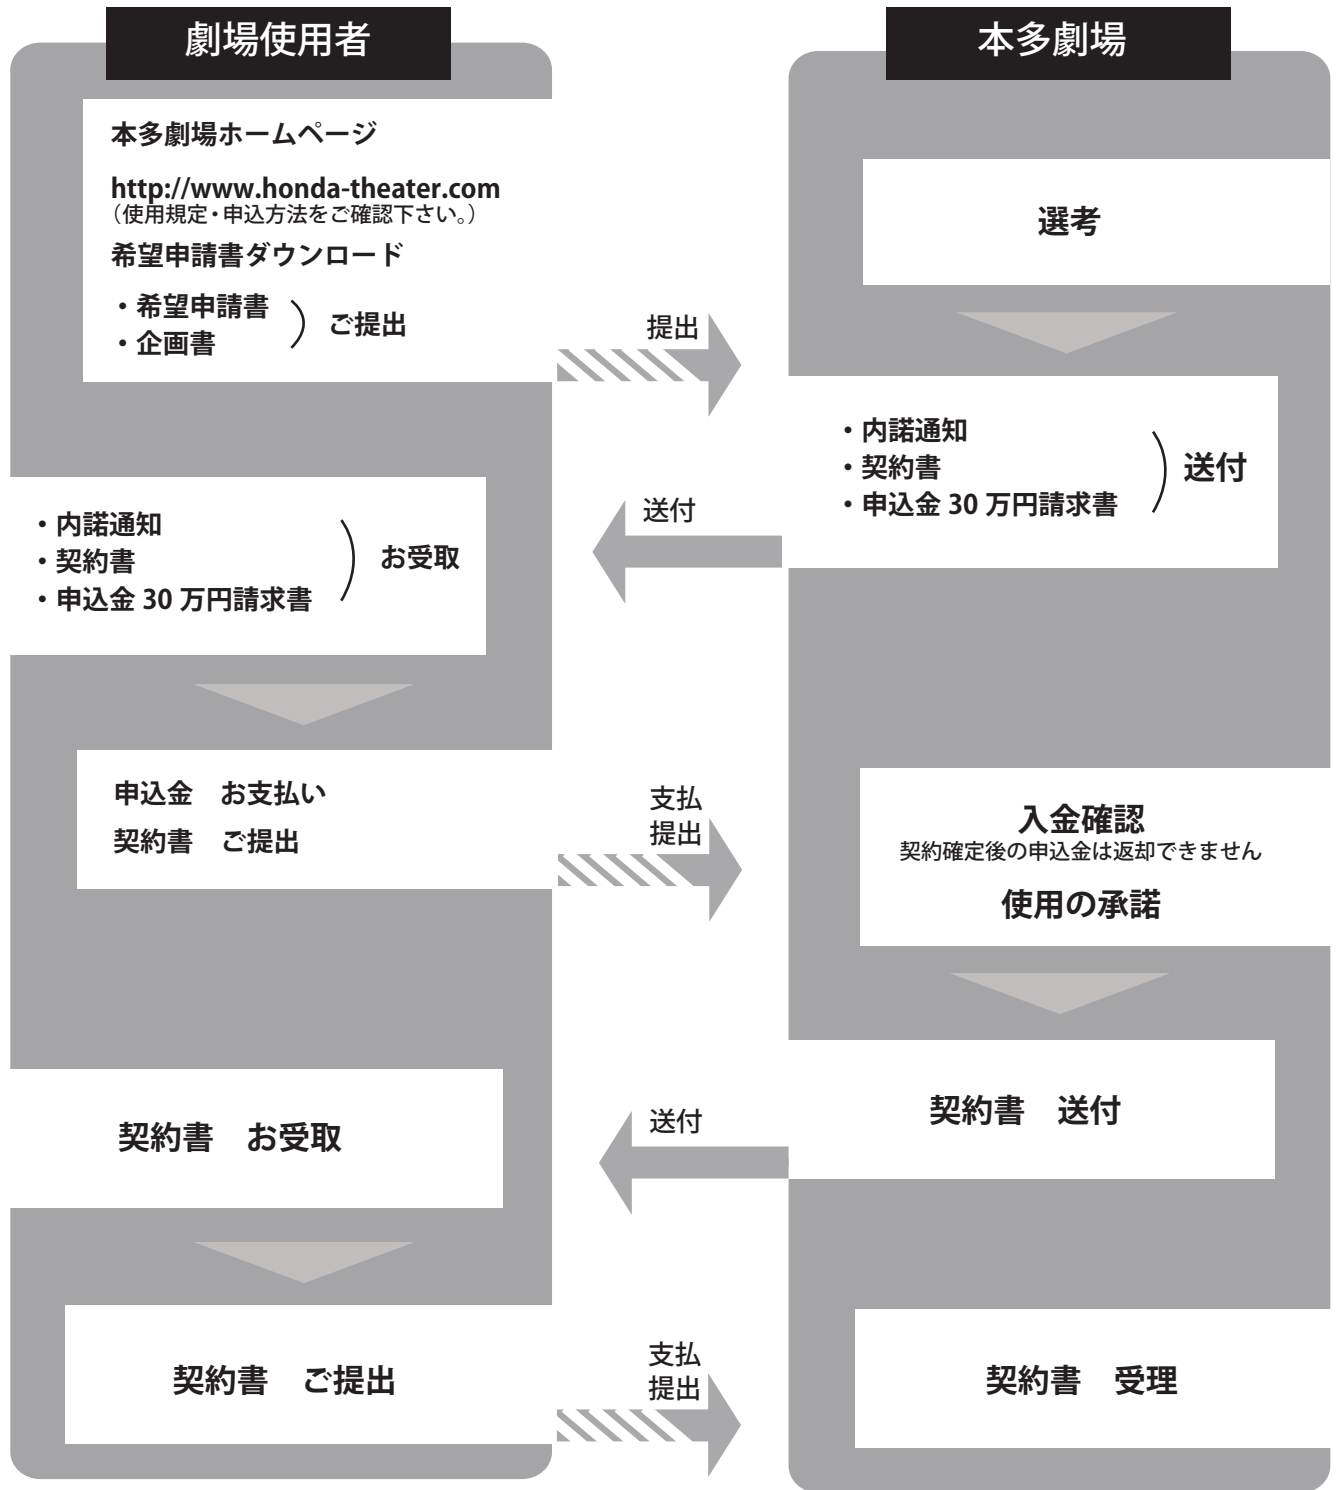 劇場使用者
本多劇場ホームページ
http://www.honda-theater.com
（使用規定・申込方法をご確認下さい。）
希望申請書ダウンロード
・希望申請書
・企画書
ご提出
提出
本多劇場
選考
・内諾通知
・契約書
・申込金 30 万円請求書
送付
送付
・内諾通知
・契約書
・申込金 30 万円請求書
お受取
申込金　お支払い
契約書　ご提出
支払
提出
入金確認
契約確定後の申込金は返却できません
使用の承諾
契約書　送付
送付
契約書　お受取
契約書　ご提出
支払
提出
契約書　受理